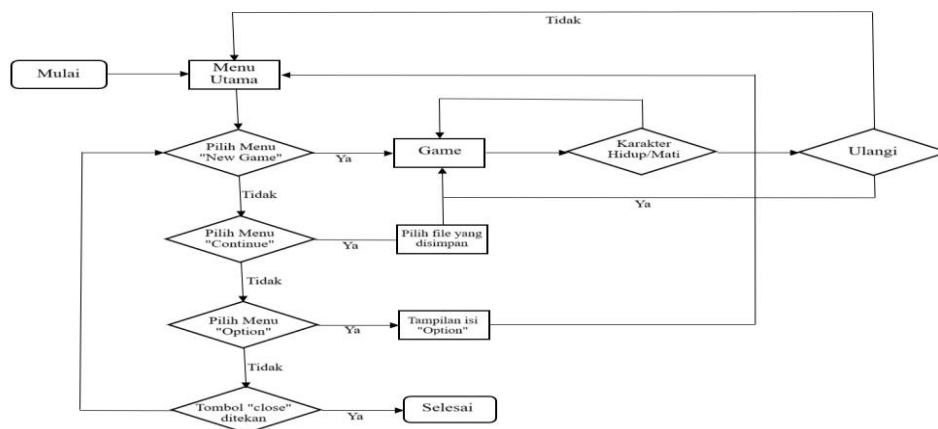 Tidak
Mulai
Menu
Utama
Pilih Menu
"New Game"
Ya
Game
Karakter
Hidup/Mati
Ulangi
Tidak
Ya
Pilih Menu
"Continue"
Ya
Pilih file yang
disimpan
Tidak
Pilih Menu
"Option"
Ya
Tampilan isi
"Option"
Tidak
Tombol "close"
ditekan
Ya
Selesai